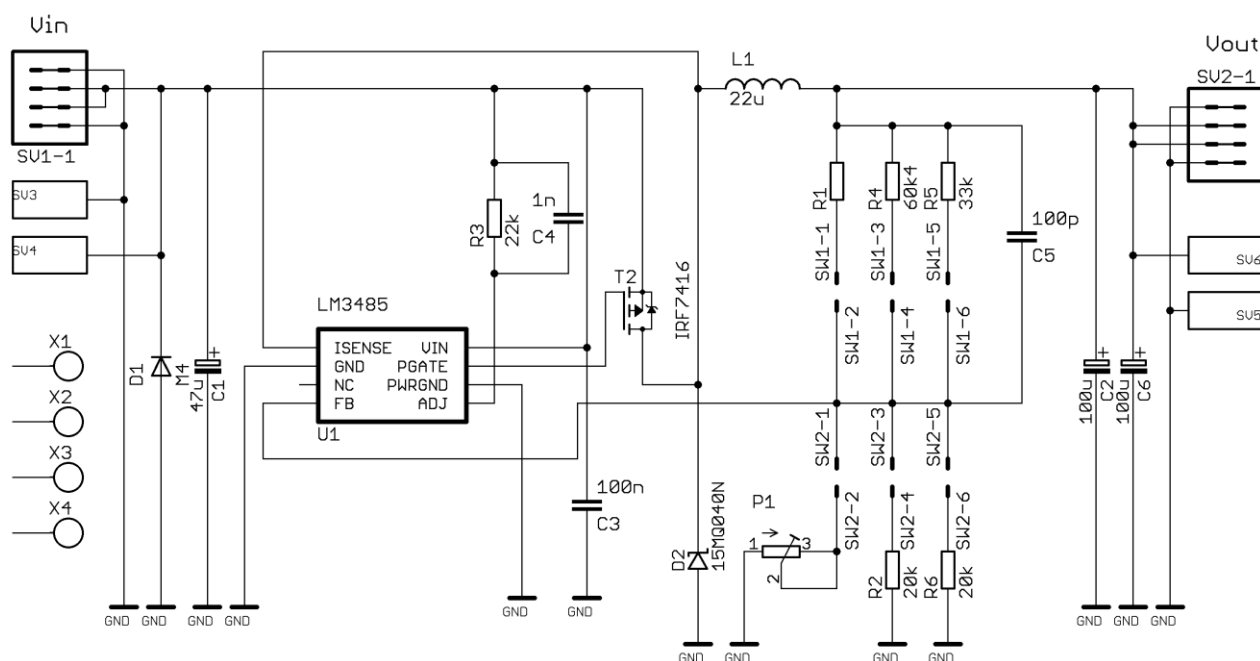 Vin
SV1-1
SV3
SV4
X1
X2
X3
X4
D1
M4
47u
C1
GND
GND
GND
GND
LM3485
ISENSE
GND
NC
FB
VIN
PGATE
PWRGND
ADJ
U1
R3
22k
1n
C4
T2
IRF7416
100n
C3
GND
GND
L1
22u
D2
15MQ040N
GND
R1
R4
60k4
R5
33k
SW1-1
SW1-3
SW1-5
SW1-2
SW1-4
SW1-6
100p
C5
SW2-1
SW2-3
SW2-5
SW2-2
SW2-4
SW2-6
P1
1
3
2
R2
20k
R6
20k
GND
GND
GND
100u
C2
100u
C6
GND
GND
GND
Vout
SV2-1
SV6
SV5